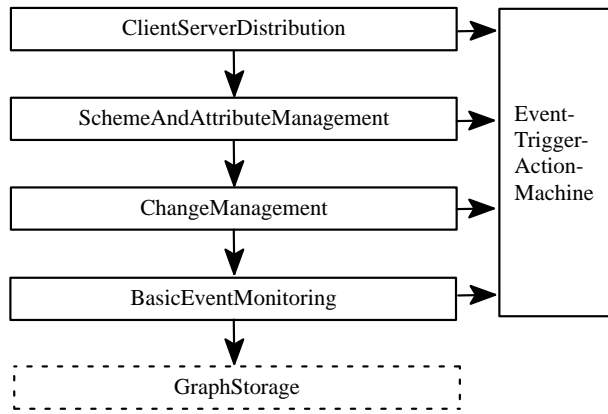 ClientServerDistribution
SchemeAndAttributeManagement
ChangeManagement
BasicEventMonitoring
GraphStorage
Event-
Trigger-
Action-
Machine